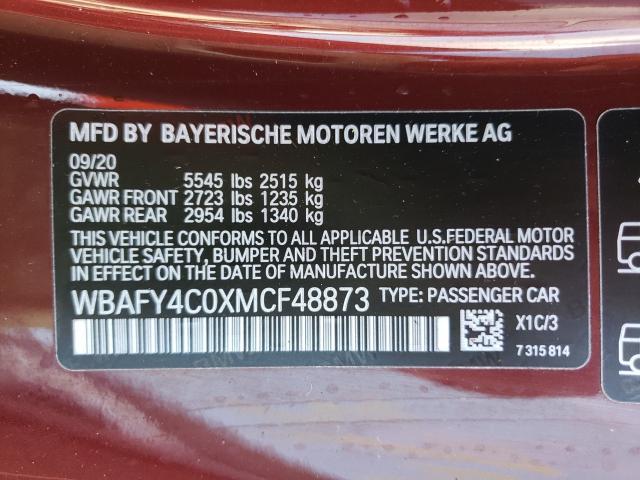 MFD BY BAYERISCHE MOTOREN WERKE AG
09/20
GVWR 5545 lbs 2515 kg
GAWR FRONT 2723 lbs 1235 kg
GAWR REAR 2954 lbs 1340 kg
THIS VEHICLE CONFORMS TO ALL APPLICABLE U.S.FEDERAL MOTOR
VEHICLE SAFETY, BUMPER AND THEFT PREVENTION STANDARDS
IN EFFECT ON THE DATE OF MANUFACTURE SHOWN ABOVE.
WBAFY4C0XMCF48873 TYPE: PASSENGER CAR
X1C/3
7 315 814